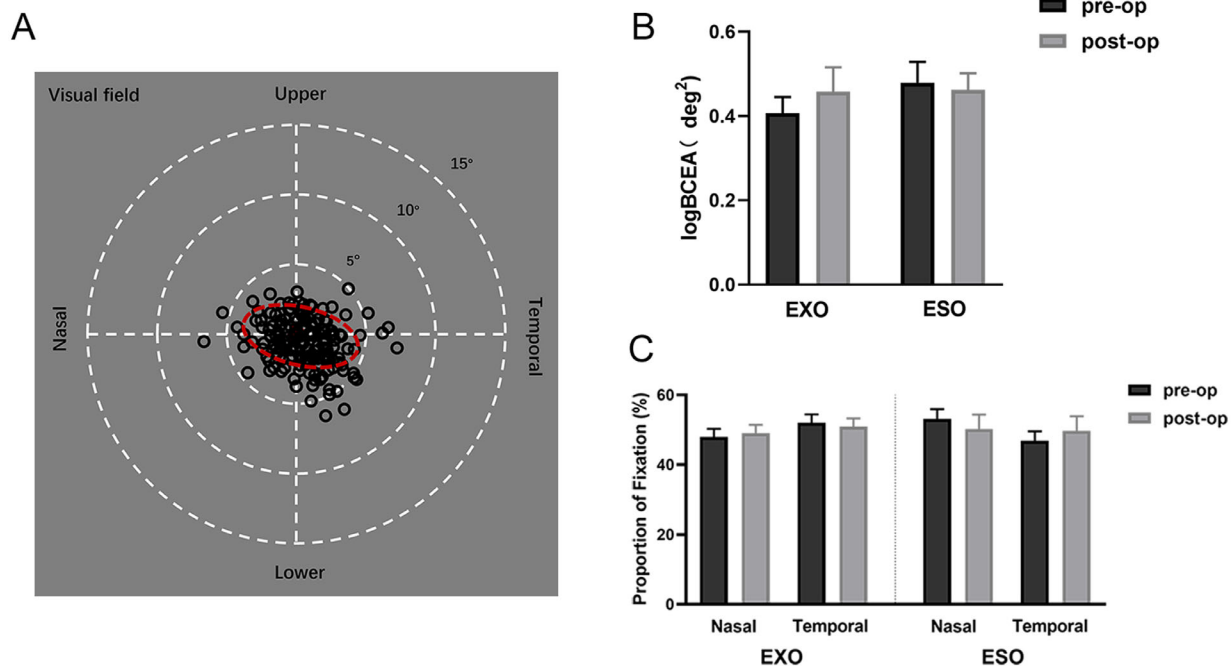 A
Visual field
Upper
15°
10°
5°
Nasal
Temporal
Lower
B
pre-op
post-op
logBCEA( deg²)
0.6
0.4
0.2
0.0
EXO
ESO
C
pre-op
post-op
Proportion of Fixation (%)
60
40
20
0
Nasal Temporal Nasal Temporal
EXO ESO